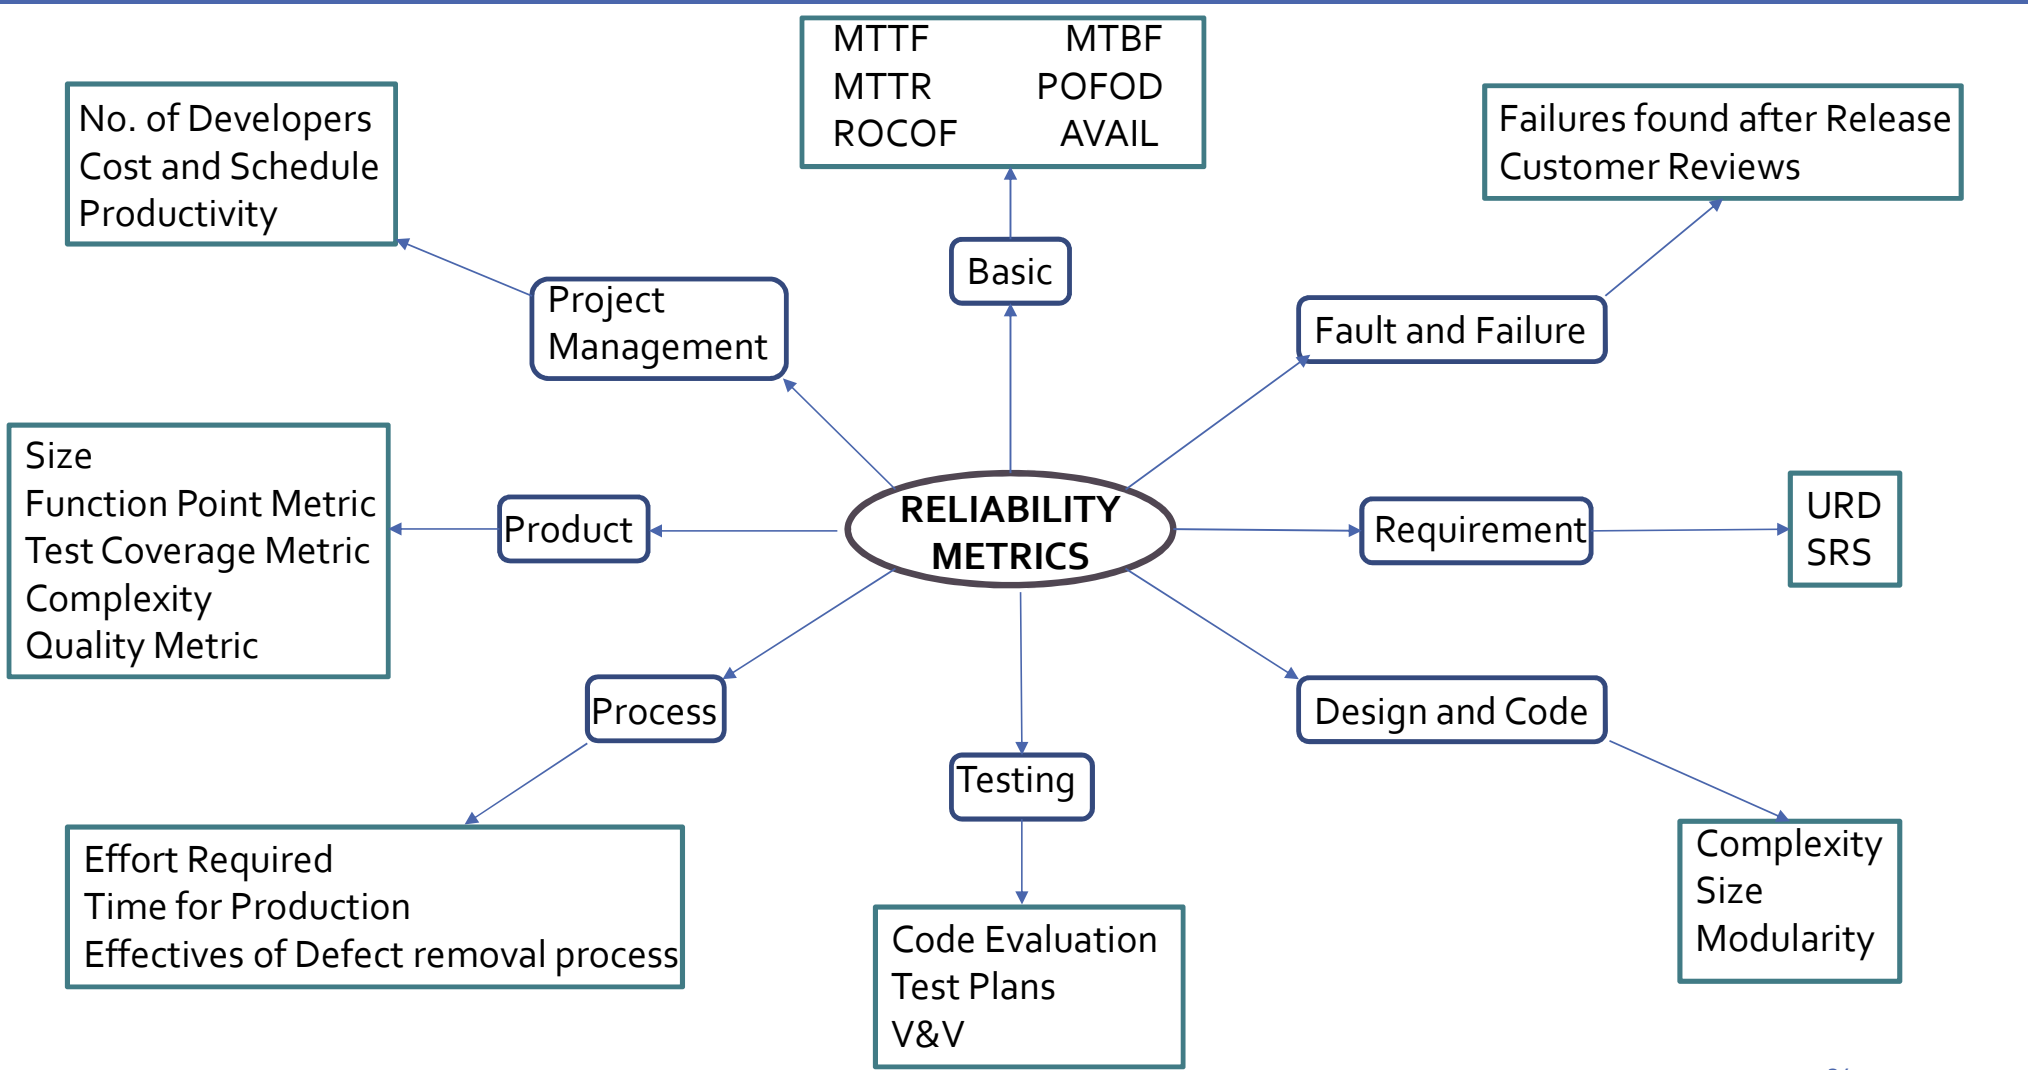 MTTF MTBF
MTTR POFOD
ROCOF AVAIL
No. of Developers
Cost and Schedule
Productivity
Failures found after Release
Customer Reviews
Basic
Project
Management
Fault and Failure
Size
Function Point Metric
Test Coverage Metric
Complexity
Quality Metric
Product
RELIABILITY
METRICS
Requirement
URD
SRS
Process
Design and Code
Testing
Effort Required
Time for Production
Effectives of Defect removal process
Code Evaluation
Test Plans
V&V
Complexity
Size
Modularity